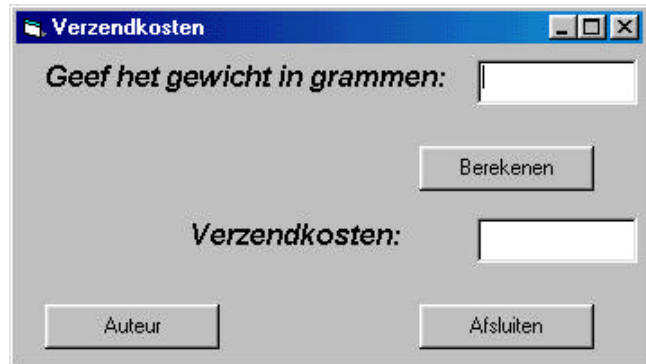 Verzendkosten
Geef het gewicht in grammen:
Berekenen
Verzendkosten:
Auteur
Afsluiten